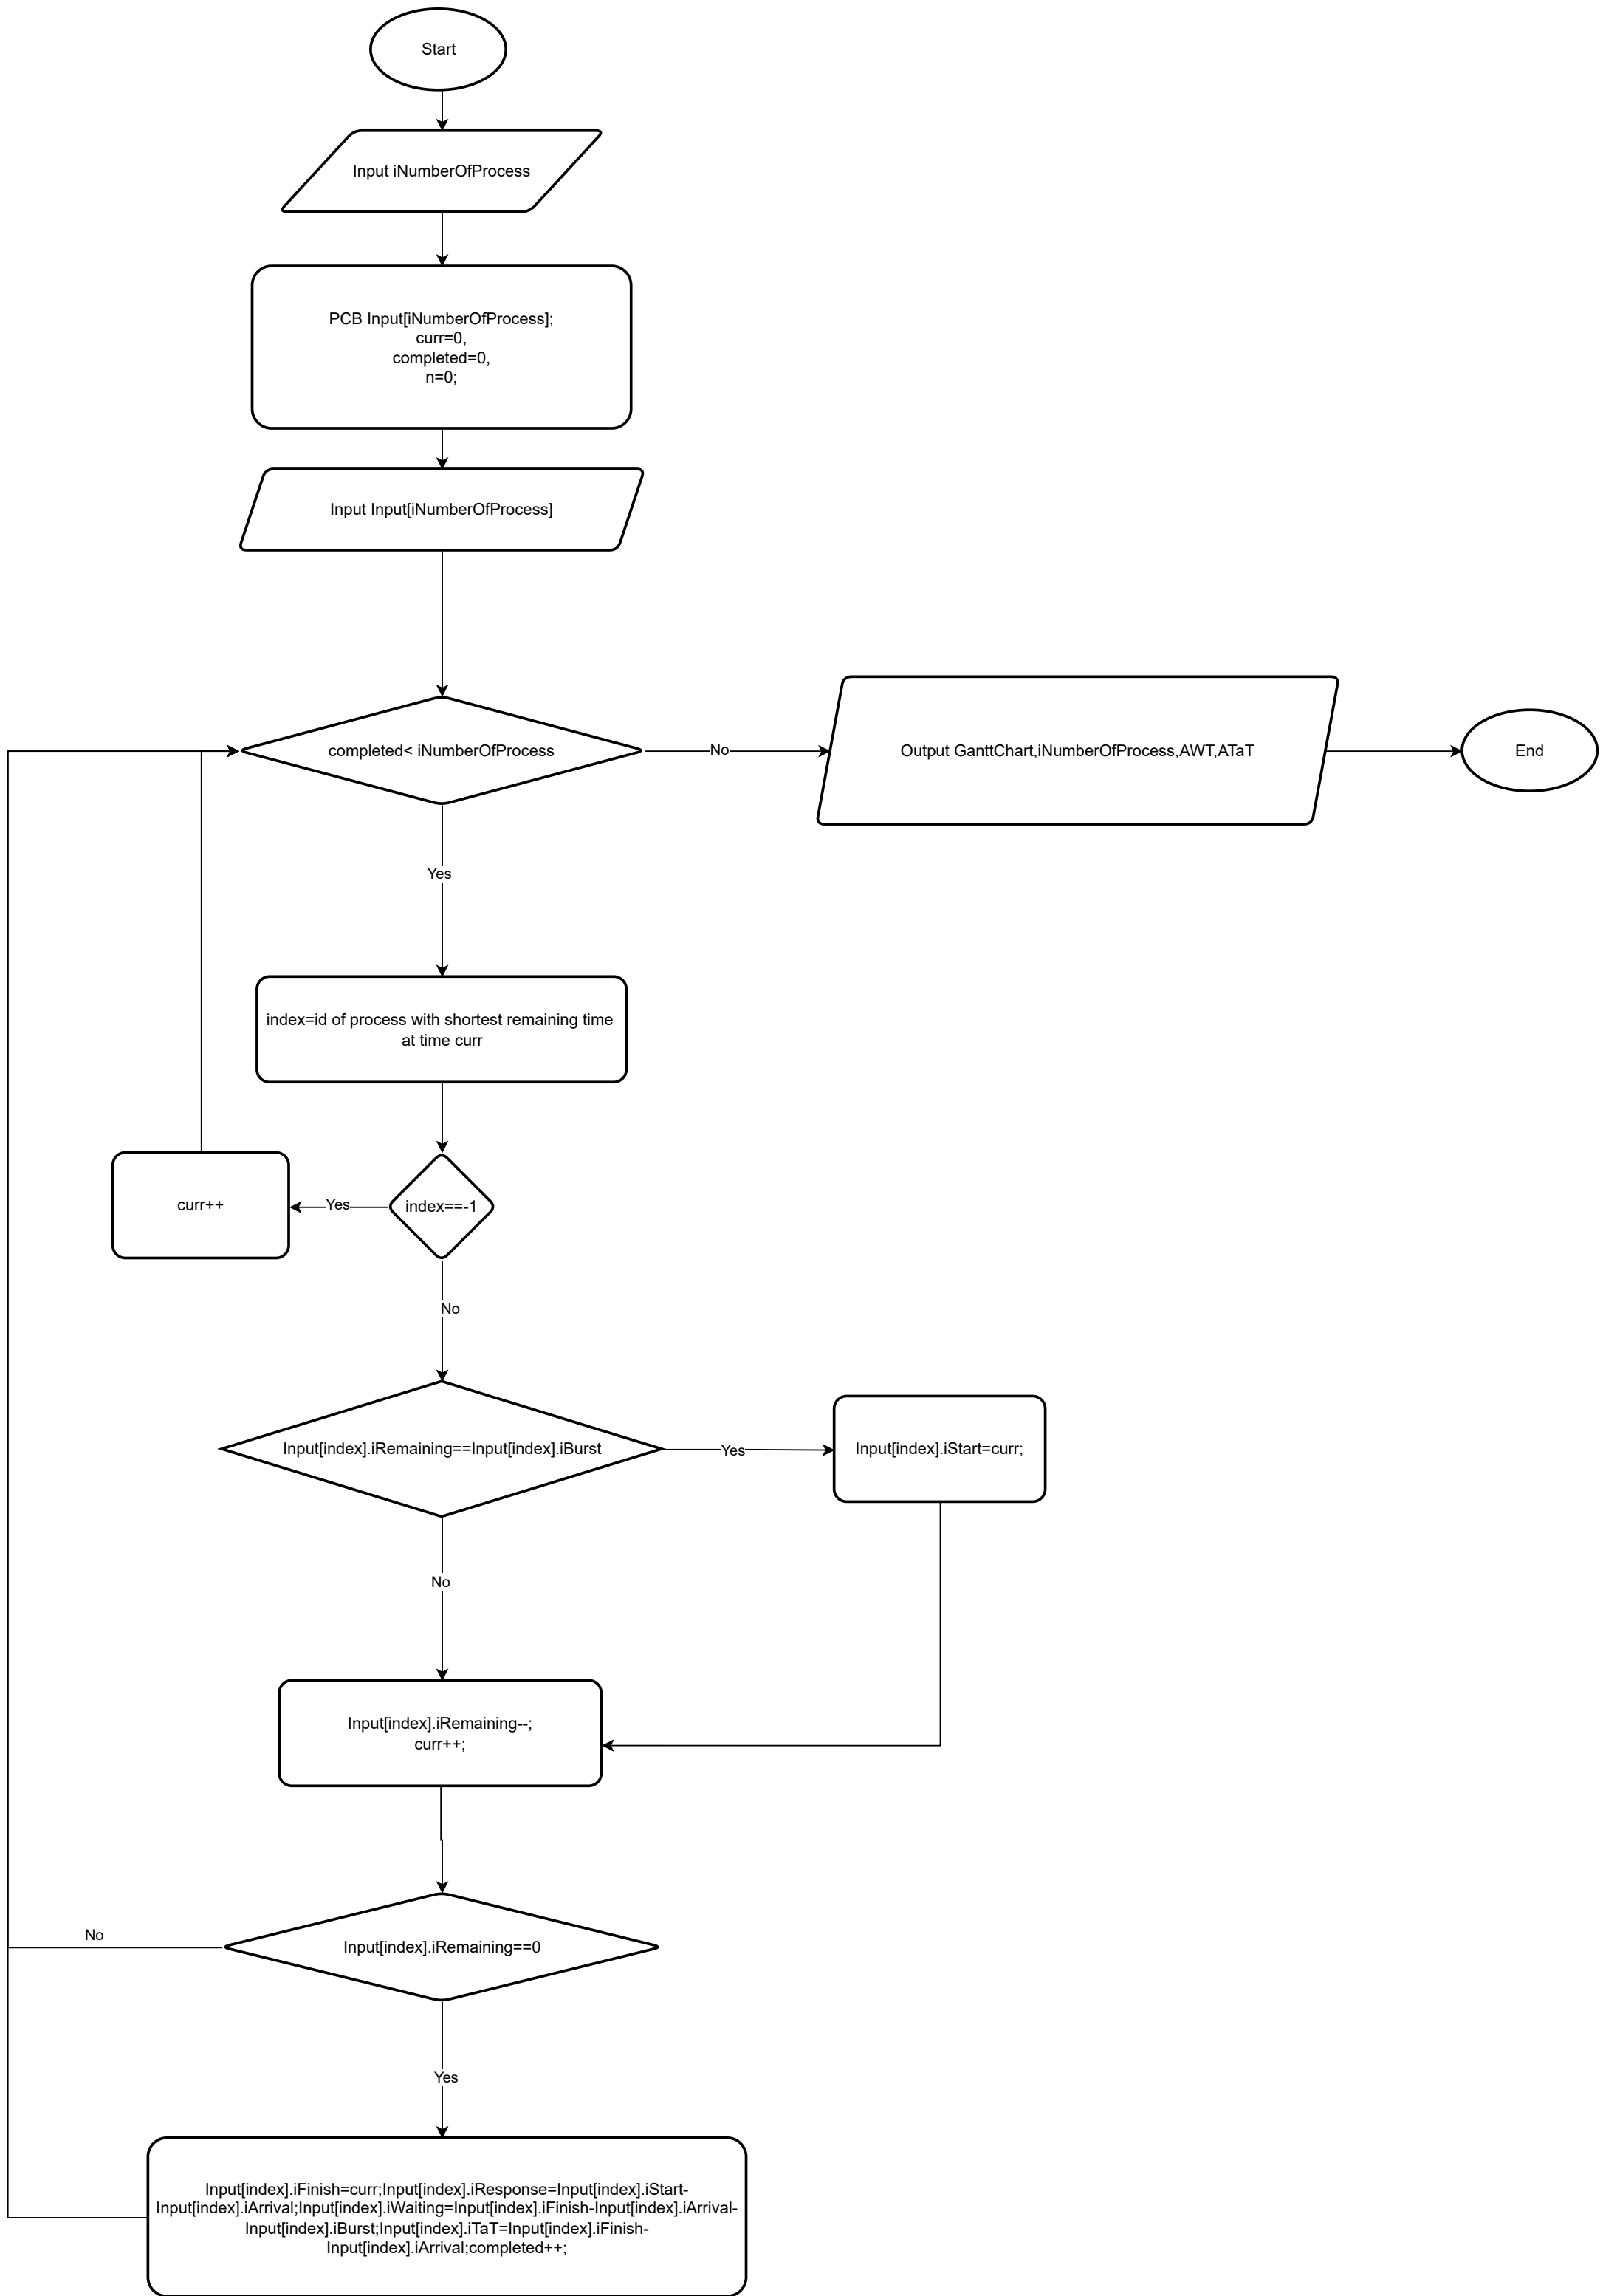 Start
Input iNumberOfProcess
PCB Input[iNumberOfProcess];
curr=0,
completed=0,
n=0;
Input Input[iNumberOfProcess]
completed< iNumberOfProcess
No
Output GanttChart,iNumberOfProcess,AWT,ATaT
End
Yes
index=id of process with shortest remaining time
at time curr
curr++
Yes
index==-1
No
Input[index].iRemaining==Input[index].iBurst
Yes
Input[index].iStart=curr;
No
Input[index].iRemaining--;
curr++;
No
Input[index].iRemaining==0
Yes
Input[index].iFinish=curr;Input[index].iResponse=Input[index].iStart-
Input[index].iArrival;Input[index].iWaiting=Input[index].iFinish-Input[index].iArrival-
Input[index].iBurst;Input[index].iTaT=Input[index].iFinish-
Input[index].iArrival;completed++;